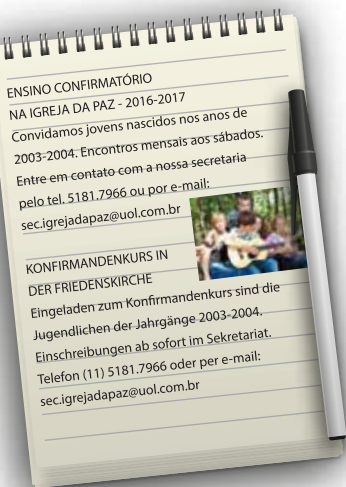 ENSINO CONFIRMATÓRIO
NA IGREJA DA PAZ - 2016-2017
Convidamos jovens nascidos nos anos de
2003-2004. Encontros mensais aos sábados.
Entre em contato com a nossa secretaria
pelo tel. 5181.7966 ou por e-mail:
sec.igrejadapaz@uol.com.br
KONFIRMANDENKURS IN
DER FRIEDENSKIRCHE
Eingeladen zum Konfirmandenkurs sind die
Jugendlichen der Jahrgänge 2003-2004.
Einschreibungen ab sofort im Sekretariat.
Telefon (11) 5181.7966 oder per e-mail:
sec.igrejadapaz@uol.com.br